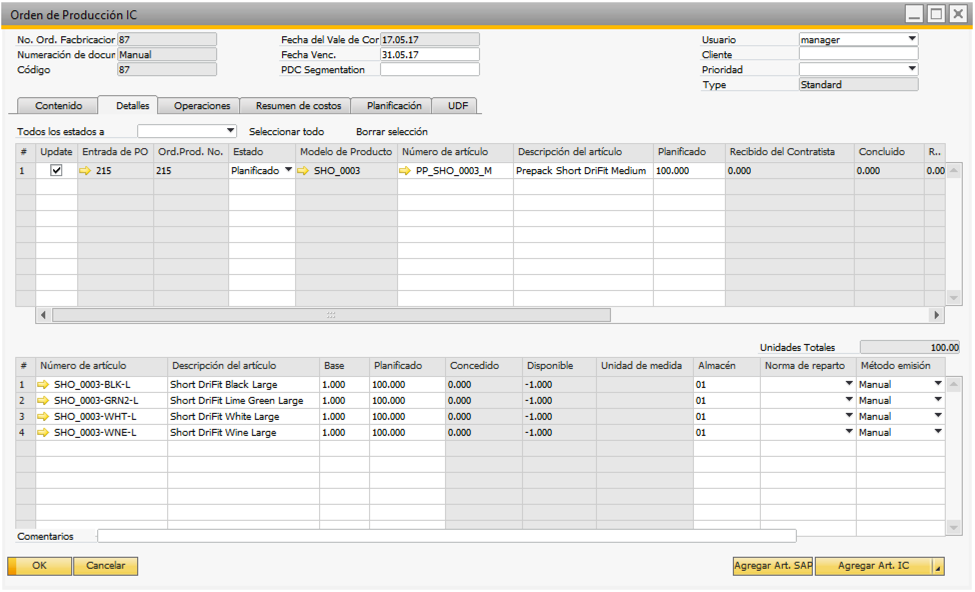 Orden de Producción IC
No. Ord. Facbricacior 87 Fecha del Vale de Cor 17.05.17 Usuario manager
Numeración de docur Manual Fecha Venc. 31.05.17 Cliente
Código 87 PDC Segmentation Prioridad
Type Standard
Contenido Detalles Operaciones Resumen de costos Planificación UDF
Todos los estados a Seleccionar todo Borrar selección
# Update Entrada de PO Ord.Prod. No. Estado Modelo de Producto Número de artículo Descripción del artículo Planificado Recibido del Contratista Concluido R..
1 215 215 Planificado SHO_0003 PP_SHO_0003_M Prepack Short DriFit Medium 100.000 0.000 0.000 0.00
Unidades Totales 100.00
# Número de artículo Descripción del artículo Base Planificado Concedido Disponible Unidad de medida Almacén Norma de reparto Método emisión
1 SHO_0003-BLK-L Short DriFit Black Large 1.000 100.000 0.000 -1.000 01 Manual
2 SHO_0003-GRN2-L Short DriFit Lime Green Large 1.000 100.000 0.000 -1.000 01 Manual
3 SHO_0003-WHT-L Short DriFit White Large 1.000 100.000 0.000 -1.000 01 Manual
4 SHO_0003-WNE-L Short DriFit Wine Large 1.000 100.000 0.000 -1.000 01 Manual
Comentarios
OK Cancelar Agregar Art. SAP Agregar Art. IC